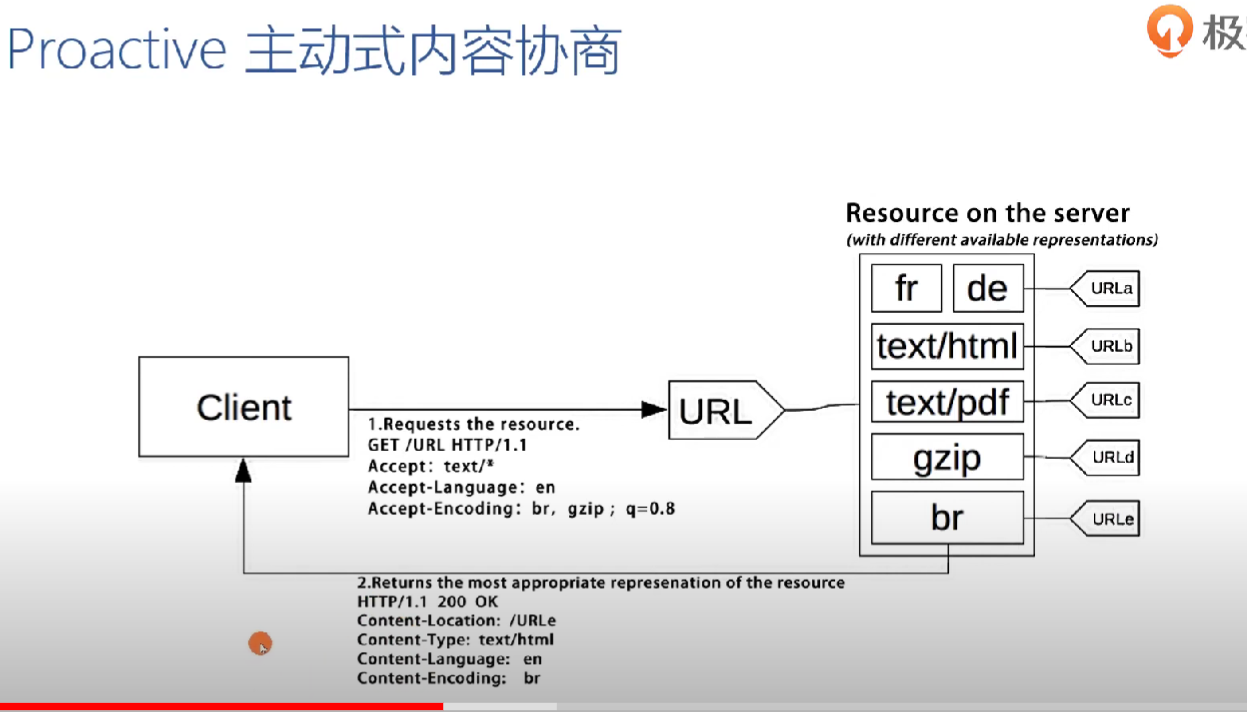 Proactive 主动式内容协商
极
Resource on the server
(with different available representations)
fr
de
URLa
text/html
URLb
text/pdf
URLc
gzip
URLd
br
URLe
Client
URL
1.Requests the resource.
GET /URL HTTP/1.1
Accept: text/*
Accept-Language: en
Accept-Encoding: br, gzip ; q=0.8
2.Returns the most appropriate represenation of the resource
HTTP/1.1 200 OK
Content-Location: /URLe
Content-Type: text/html
Content-Language: en
Content-Encoding: br